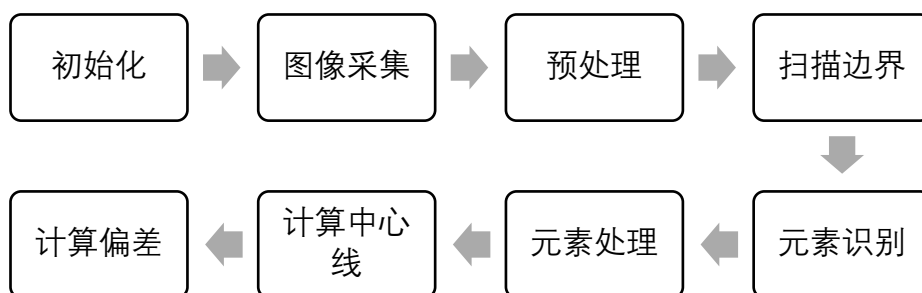 初始化
图像采集
预处理
扫描边界
元素识别
元素处理
计算中心
线
计算偏差